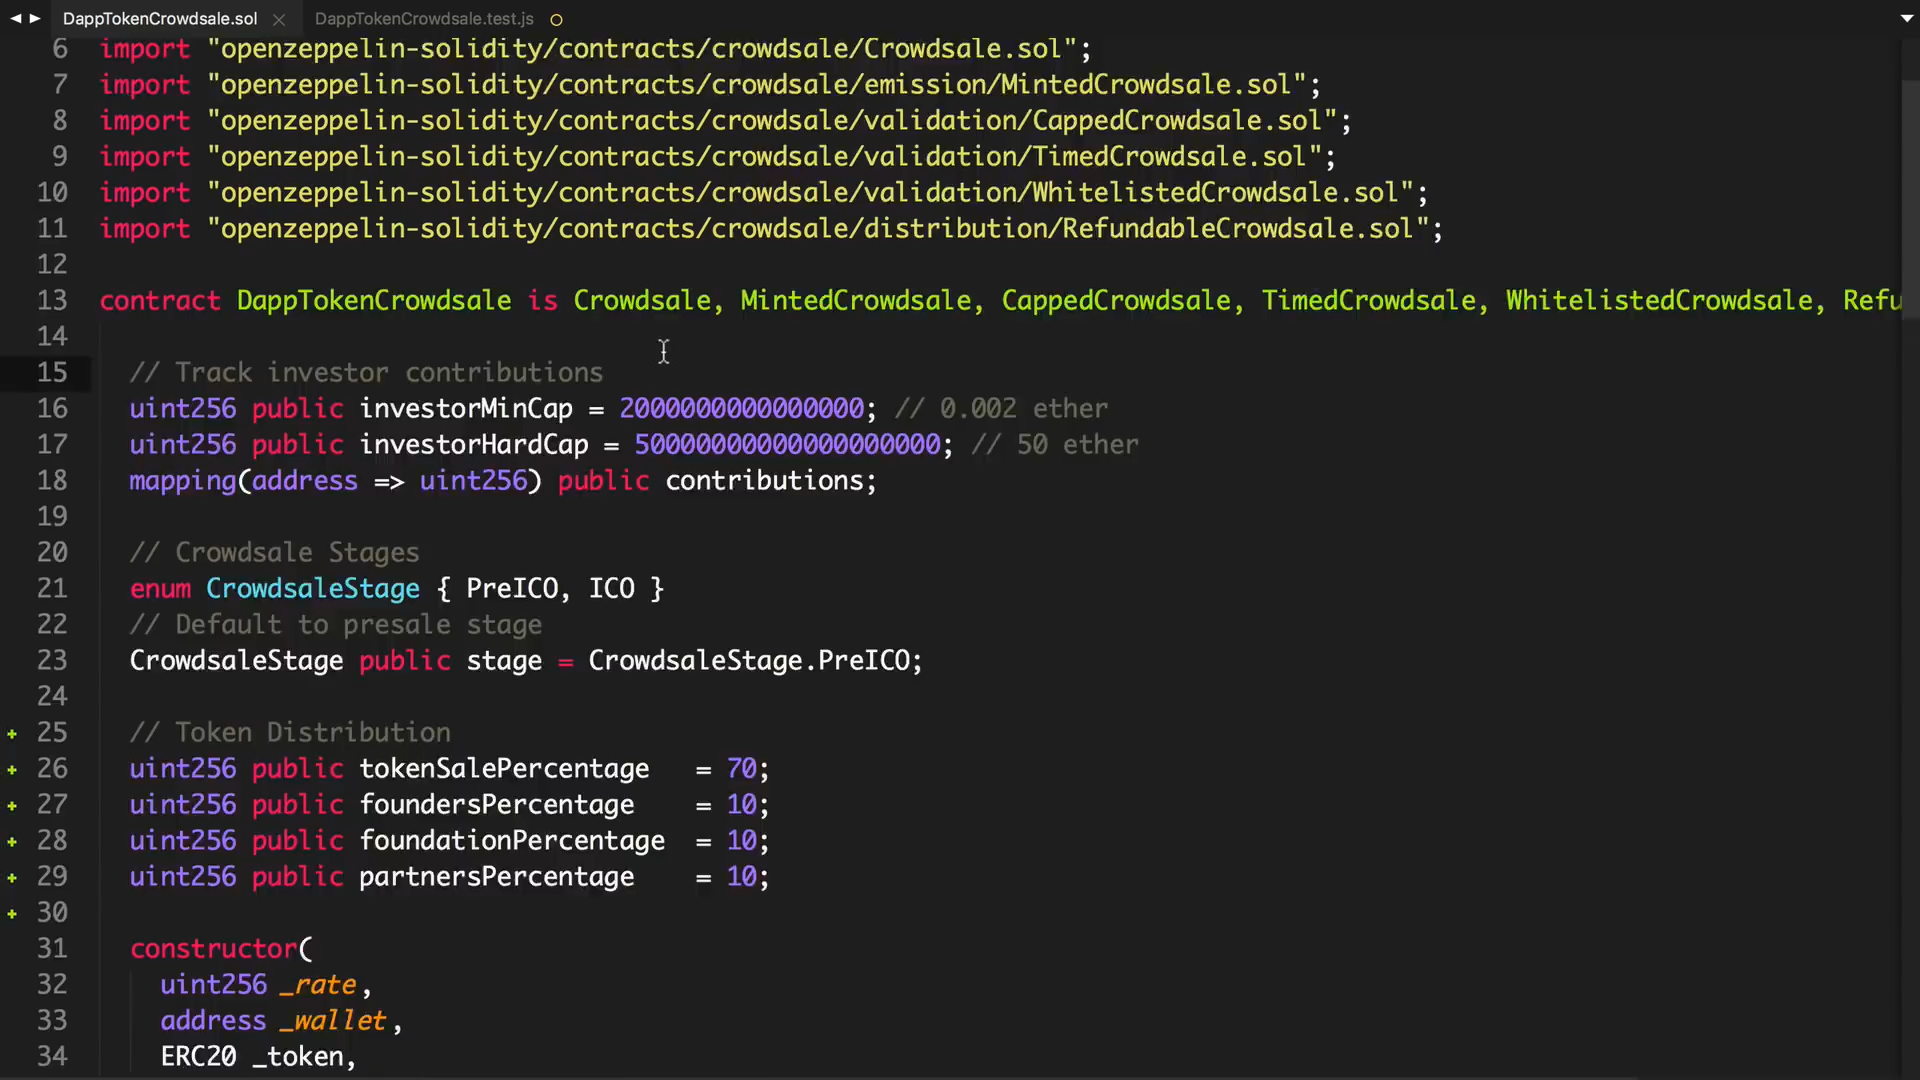 DappTokenCrowdsale.sol DappTokenCrowdsale.test.js
6 import "openzeppelin-solidity/contracts/crowdsale/Crowdsale.sol";
7 import "openzeppelin-solidity/contracts/crowdsale/emission/MintedCrowdsale.sol";
8 import "openzeppelin-solidity/contracts/crowdsale/validation/CappedCrowdsale.sol";
9 import "openzeppelin-solidity/contracts/crowdsale/validation/TimedCrowdsale.sol";
10 import "openzeppelin-solidity/contracts/crowdsale/validation/WhitelistedCrowdsale.sol";
11 import "openzeppelin-solidity/contracts/crowdsale/distribution/RefundableCrowdsale.sol";
12
13 contract DappTokenCrowdsale is Crowdsale, MintedCrowdsale, CappedCrowdsale, TimedCrowdsale, WhitelistedCrowdsale, Refu
14
15 // Track investor contributions
16 uint256 public investorMinCap = 2000000000000000; // 0.002 ether
17 uint256 public investorHardCap = 50000000000000000000; // 50 ether
18 mapping(address => uint256) public contributions;
19
20 // Crowdsale Stages
21 enum CrowdsaleStage { PreICO, ICO }
22 // Default to presale stage
23 CrowdsaleStage public stage = CrowdsaleStage.PreICO;
24
25 // Token Distribution
26 uint256 public tokenSalePercentage = 70;
27 uint256 public foundersPercentage = 10;
28 uint256 public foundationPercentage = 10;
29 uint256 public partnersPercentage = 10;
30
31 constructor(
32 uint256 _rate,
33 address _wallet,
34 ERC20 _token,